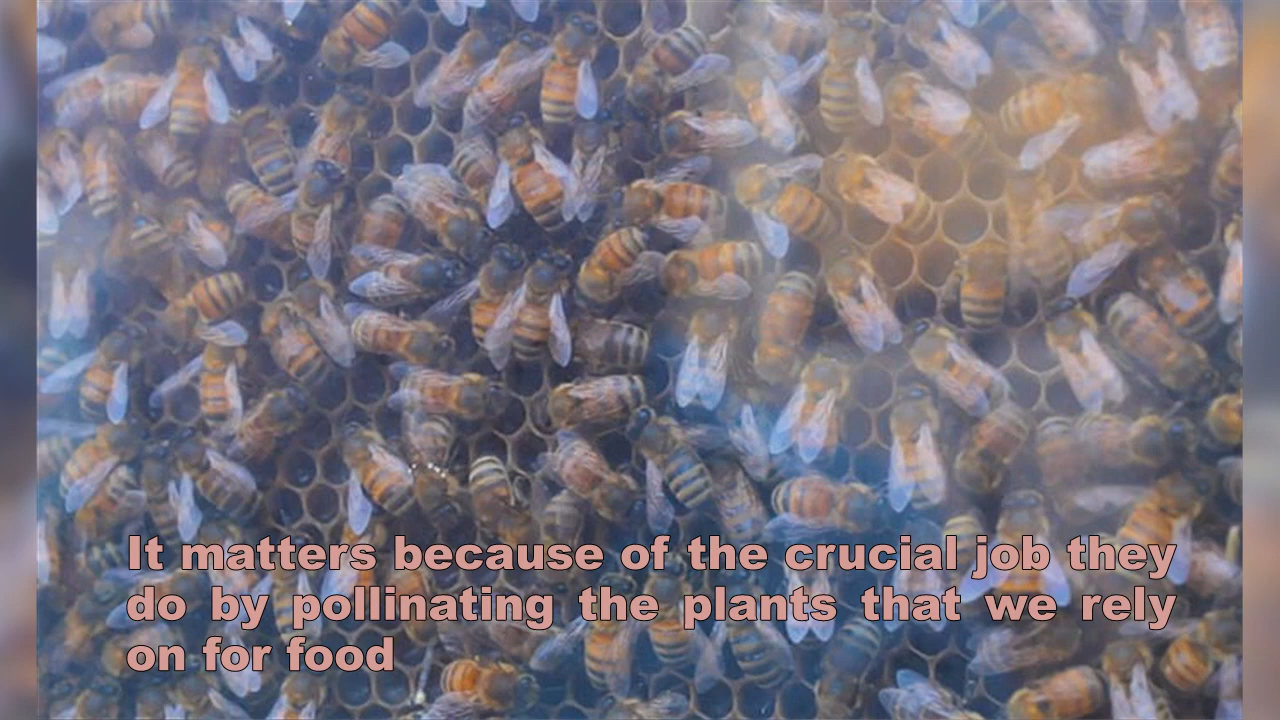 It matters because of the crucial job they
do by pollinating the plants that we rely
on for food